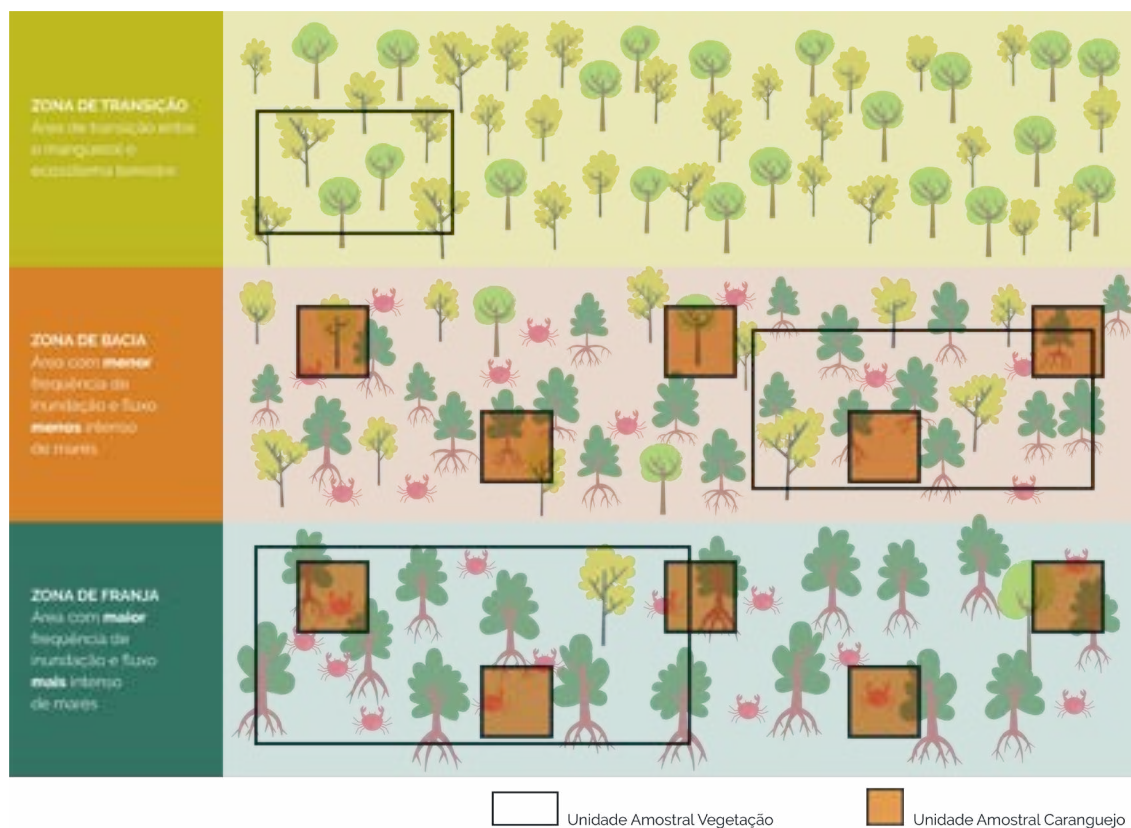 ZONA DE TRANSIÇÃO
Área de transição entre
o manguezal e
ecossistema terrestre
ZONA DE BACIA
Área com menor
frequência de
inundação e fluxo
menos intenso
de marés
ZONA DE FRANJA
Área com maior
frequência de
inundação e fluxo
mais intenso
de marés
Unidade Amostral Vegetação
Unidade Amostral Caranguejo